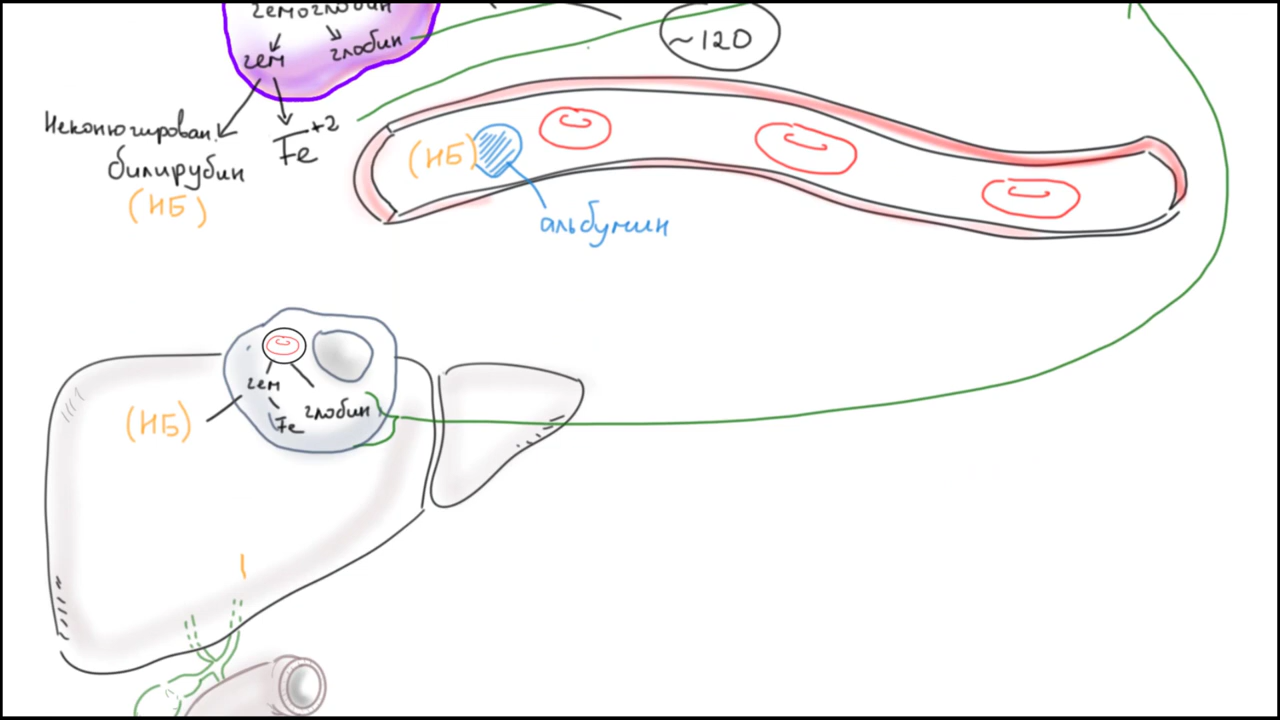 гемоглобин
гем
глобин
~120
Неконюгирован.
билирубин
(НБ)
Fe+2
(НБ)
альбумин
гем
глобин
Fe
(НБ)